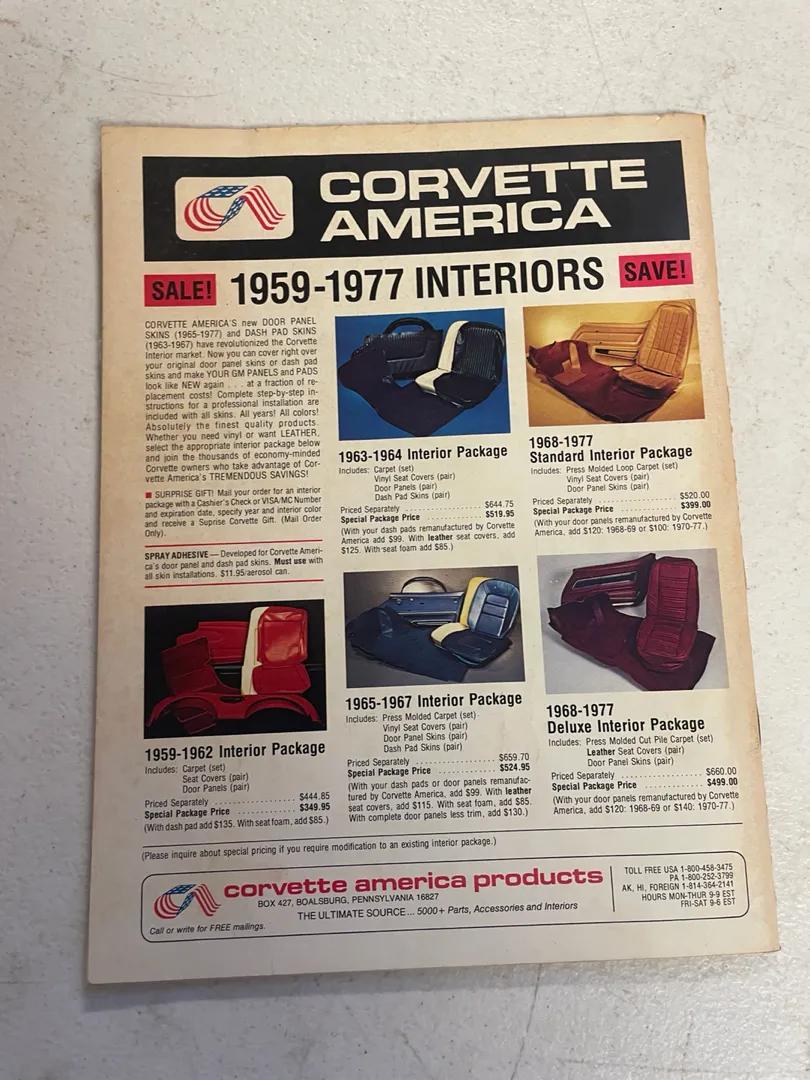 CORVETTE
AMERICA
SALE!
1959-1977 INTERIORS
SAVE!
CORVETTE AMERICA'S new DOOR PANEL
SKINS (1965-1977) and DASH PAD SKINS
(1963-1967) have revolutionized the Corvette
Interior market. Now you can cover right over
your original door panel skins or dash pad
skins and make YOUR GM PANELS and PADS
look like NEW again . . . at a fraction of re-
placement costs! Complete step-by-step in-
structions for a professional installation are
included with all skins. All years! All colors!
Absolutely the finest quality products.
Whether you need vinyl or want LEATHER,
select the appropriate interior package below
and join the thousands of economy-minded
Corvette owners who take advantage of Cor-
vette America's TREMENDOUS SAVINGS!
■ SURPRISE GIFT! Mail your order for an interior
package with a Cashier's Check or VISA/MC Number
and expiration date, specify year and interior color
and receive a Suprise Corvette Gift. (Mail Order
Only).
SPRAY ADHESIVE — Developed for Corvette Ameri-
ca's door panel and dash pad skins. Must use with
all skin installations. $11.95/aerosol can.
1959-1962 Interior Package
Includes: Carpet (set)
Seat Covers (pair)
Door Panels (pair)
Priced Separately . . . . . . . . . . . . . . . . $444.85
Special Package Price . . . . . . . . . . . . $349.95
(With dash pad add $135. With seat foam, add $85.)
1963-1964 Interior Package
Includes: Carpet (set)
Vinyl Seat Covers (pair)
Door Panels (pair)
Dash Pad Skins (pair)
Priced Separately . . . . . . . . . . . . . . . . $644.75
Special Package Price . . . . . . . . . . . . $519.95
(With dash pads remanufactured by Corvette
America add $99. With leather seat covers, add
$125. With seat foam add $85.)
1965-1967 Interior Package
Includes: Press Molded Carpet (set)
Vinyl Seat Covers (pair)
Door Panel Skins (pair)
Dash Pad Skins (pair)
Priced Separately . . . . . . . . . . . . . . . . $659.70
Special Package Price . . . . . . . . . . . . $524.95
(With your dash pads or door panels remanufac-
tured by Corvette America, add $99. With leather
seat covers, add $115. With seat foam, add $85.
With complete door panels less trim, add $130.)
1968-1977
Standard Interior Package
Includes: Press Molded Loop Carpet (set)
Vinyl Seat Covers (pair)
Door Panel Skins (pair)
Priced Separately . . . . . . . . . . . . . . . . $520.00
Special Package Price . . . . . . . . . . . . $399.00
(With your door panels remanufactured by Corvette
America, add $120: 1968-69 or $100: 1970-77.)
1968-1977
Deluxe Interior Package
Includes: Press Molded Cut Pile Carpet (set)
Leather Seat Covers (pair)
Door Panel Skins (pair)
Priced Separately . . . . . . . . . . . . . . . . $660.00
Special Package Price . . . . . . . . . . . . $499.00
(With your door panels remanufactured by Corvette
America, add $120: 1968-69 or $140: 1970-77.)
(Please inquire about special pricing if you require modification to an existing interior package.)
corvette america products
BOX 427, BOALSBURG, PENNSYLVANIA 16827
THE ULTIMATE SOURCE... 5000+ Parts, Accessories and Interiors
Call or write for FREE mailings.
TOLL FREE USA 1-800-458-3475
PA 1-800-252-3799
AK, HI, FOREIGN 1-814-364-2141
HOURS MON-THUR 9-9 EST
FRI-SAT 9-6 EST